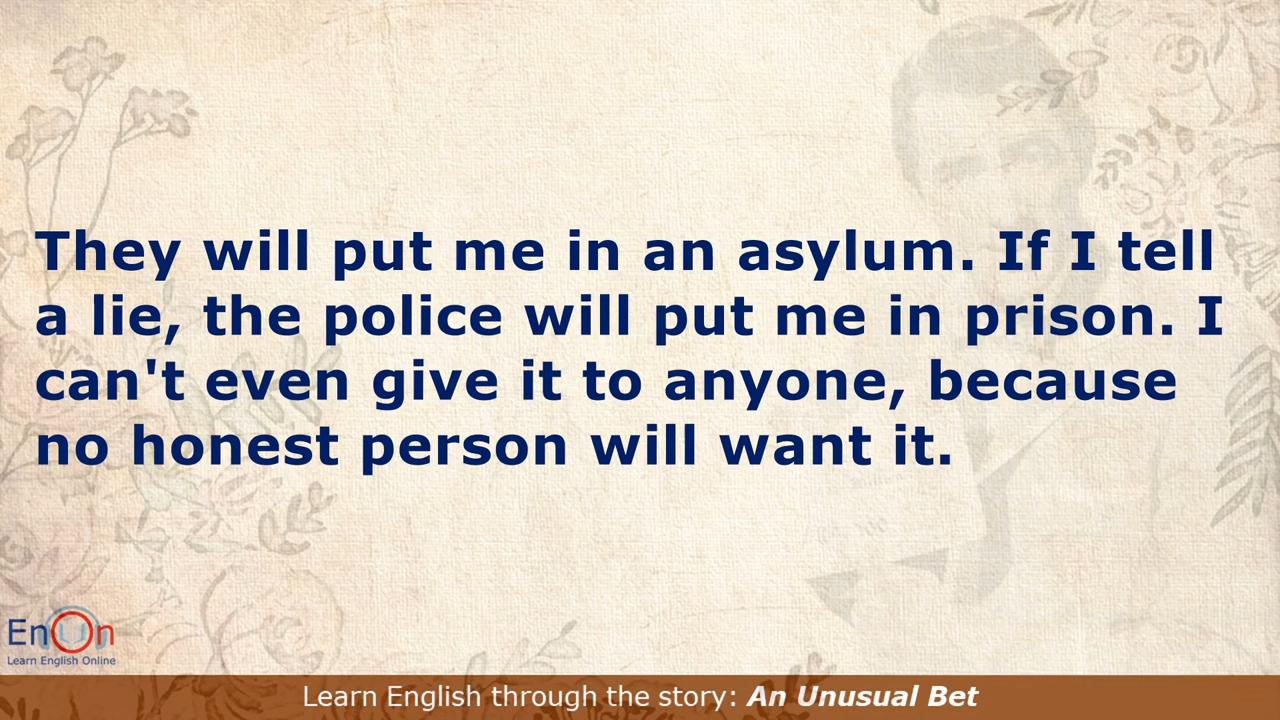 They will put me in an asylum. If I tell
a lie, the police will put me in prison. I
can't even give it to anyone, because
no honest person will want it.
EnOn
Learn English Online
Learn English through the story: An Unusual Bet